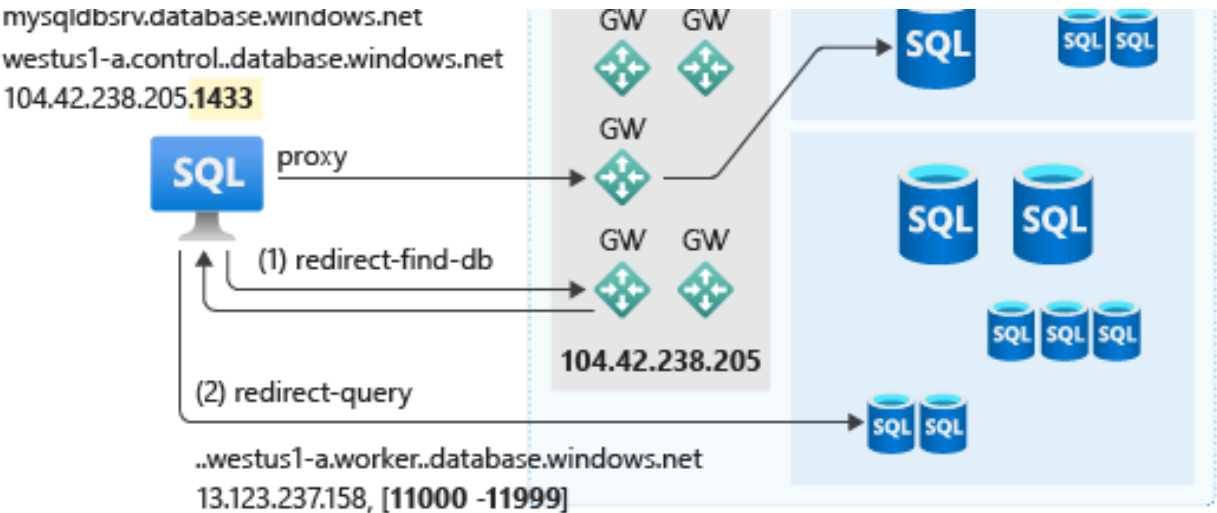 mysqldbsrv.database.windows.net
westus1-a.control..database.windows.net
104.42.238.205.1433
SQL
proxy
(1) redirect-find-db
(2) redirect-query
..westus1-a.worker..database.windows.net
13.123.237.158, [11000 -11999]
GW GW
GW
GW GW
104.42.238.205
SQL
SQL SQL
SQL SQL
SQL SQL SQL
SQL SQL